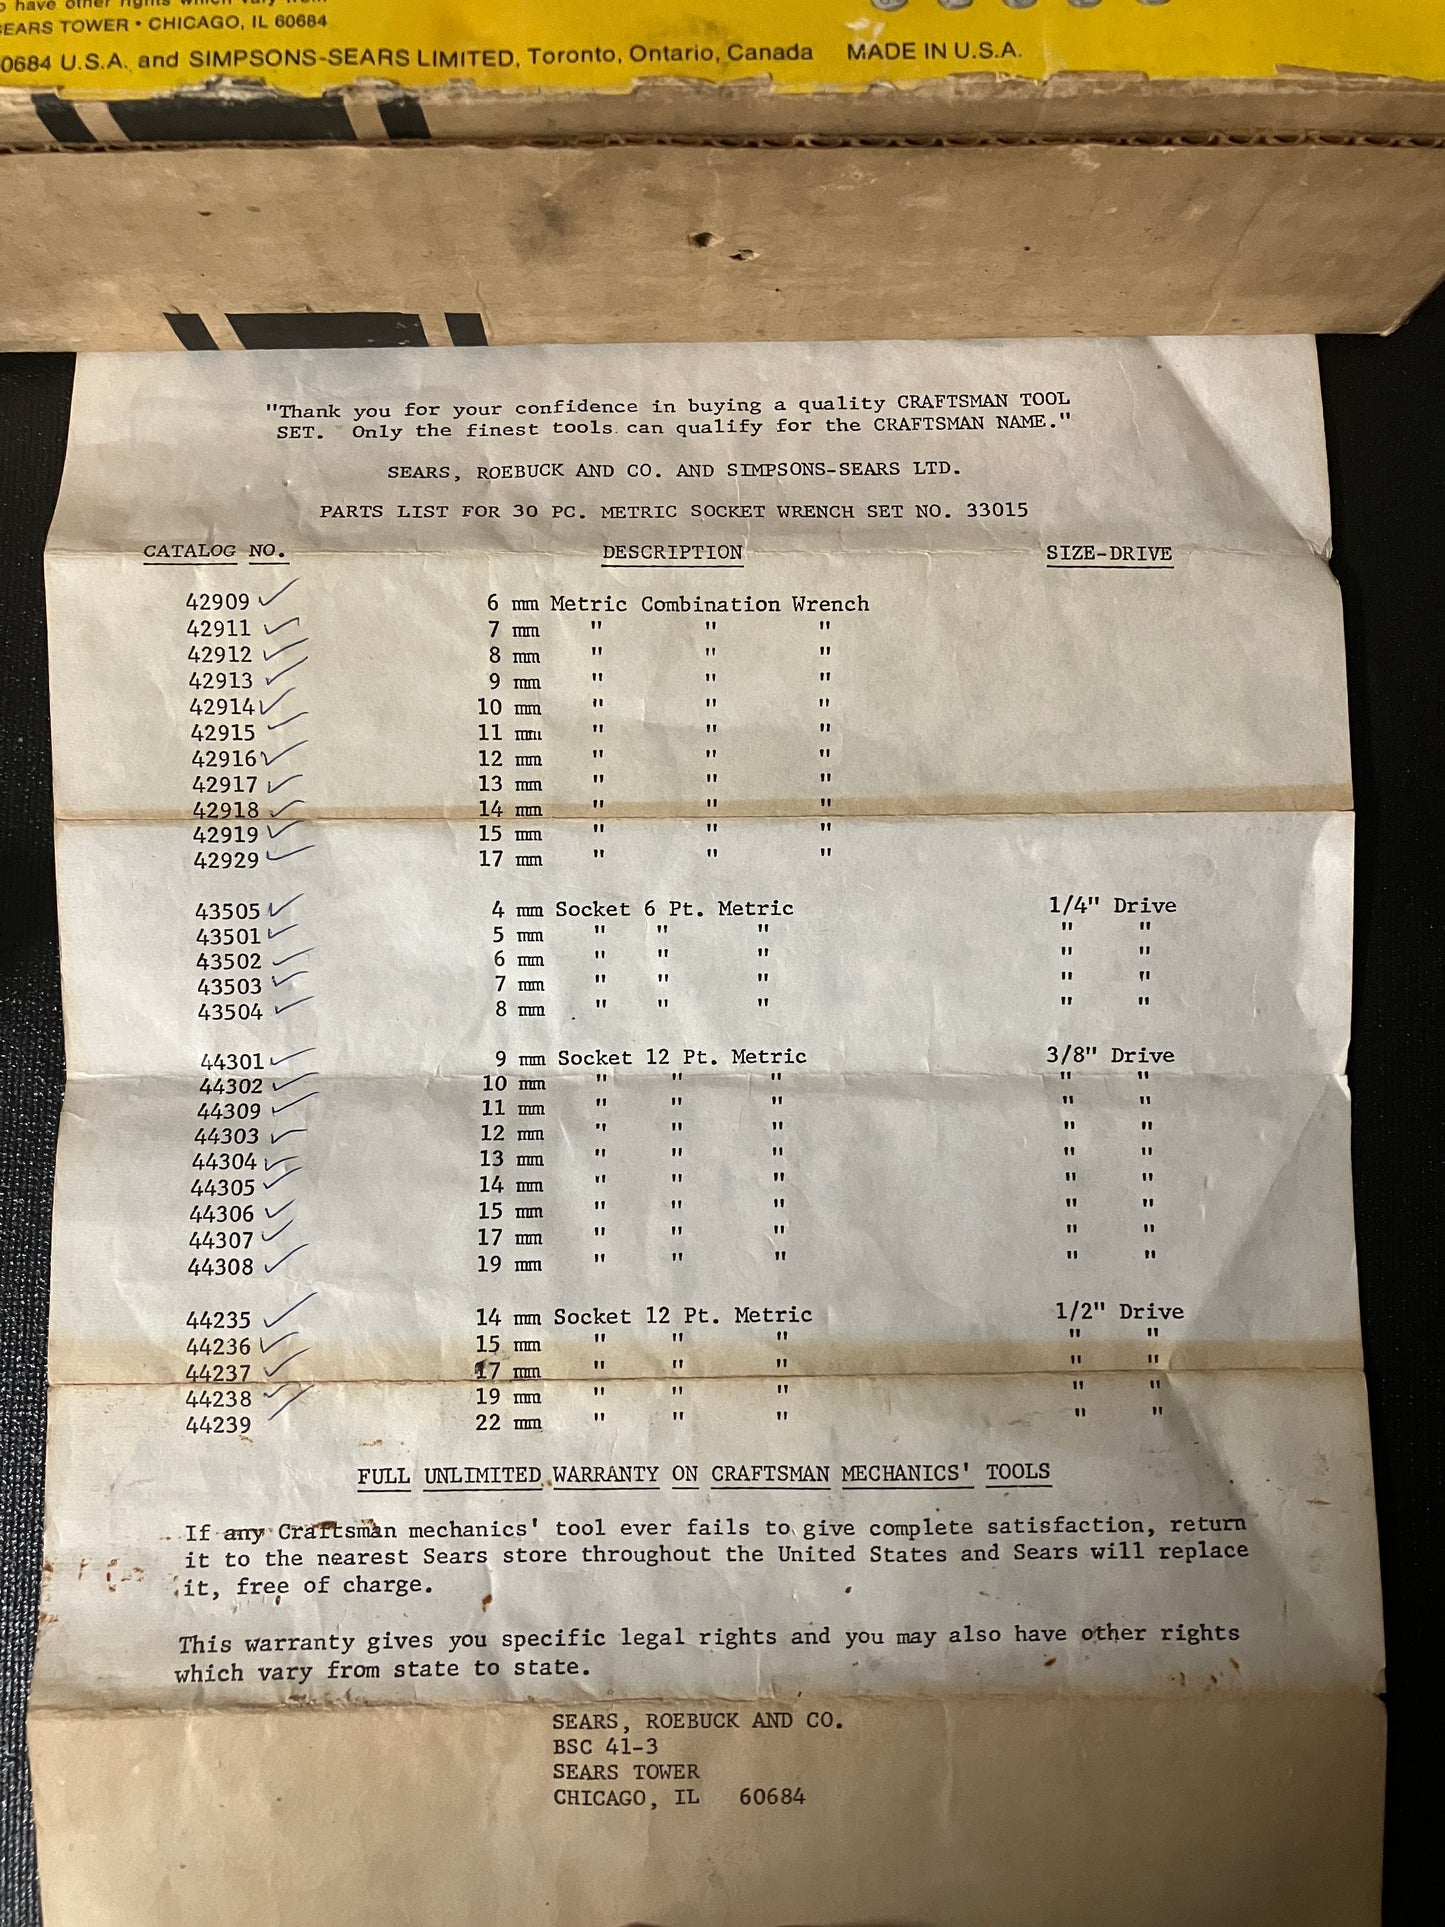 have other rights which vary from
SEARS TOWER • CHICAGO, IL 60684
0684 U.S.A. and SIMPSONS-SEARS LIMITED, Toronto, Ontario, Canada MADE IN U.S.A.
"Thank you for your confidence in buying a quality CRAFTSMAN TOOL
SET. Only the finest tools can qualify for the CRAFTSMAN NAME."
SEARS, ROEBUCK AND CO. AND SIMPSONS-SEARS LTD.
PARTS LIST FOR 30 PC. METRIC SOCKET WRENCH SET NO. 33015
CATALOG NO. DESCRIPTION SIZE-DRIVE
42909 ✓ 6 mm Metric Combination Wrench
42911 ✓ 7 mm " " "
42912 ✓ 8 mm " " "
42913 ✓ 9 mm " " "
42914 ✓ 10 mm " " "
42915 ✓ 11 mm " " "
42916 ✓ 12 mm " " "
42917 ✓ 13 mm " " "
42918 ✓ 14 mm " " "
42919 ✓ 15 mm " " "
42929 ✓ 17 mm " " "
43505 ✓ 4 mm Socket 6 Pt. Metric 1/4" Drive
43501 ✓ 5 mm " " " " "
43502 ✓ 6 mm " " " " "
43503 ✓ 7 mm " " " " "
43504 ✓ 8 mm " " " " "
44301 ✓ 9 mm Socket 12 Pt. Metric 3/8" Drive
44302 ✓ 10 mm " " " " "
44309 ✓ 11 mm " " " " "
44303 ✓ 12 mm " " " " "
44304 ✓ 13 mm " " " " "
44305 ✓ 14 mm " " " " "
44306 ✓ 15 mm " " " " "
44307 ✓ 17 mm " " " " "
44308 ✓ 19 mm " " " " "
44235 ✓ 14 mm Socket 12 Pt. Metric 1/2" Drive
44236 ✓ 15 mm " " " " "
44237 ✓ 17 mm " " " " "
44238 ✓ 19 mm " " " " "
44239 ✓ 22 mm " " " " "
FULL UNLIMITED WARRANTY ON CRAFTSMAN MECHANICS' TOOLS
If any Craftsman mechanics' tool ever fails to give complete satisfaction, return
it to the nearest Sears store throughout the United States and Sears will replace
it, free of charge.
This warranty gives you specific legal rights and you may also have other rights
which vary from state to state.
SEARS, ROEBUCK AND CO.
BSC 41-3
SEARS TOWER
CHICAGO, IL 60684